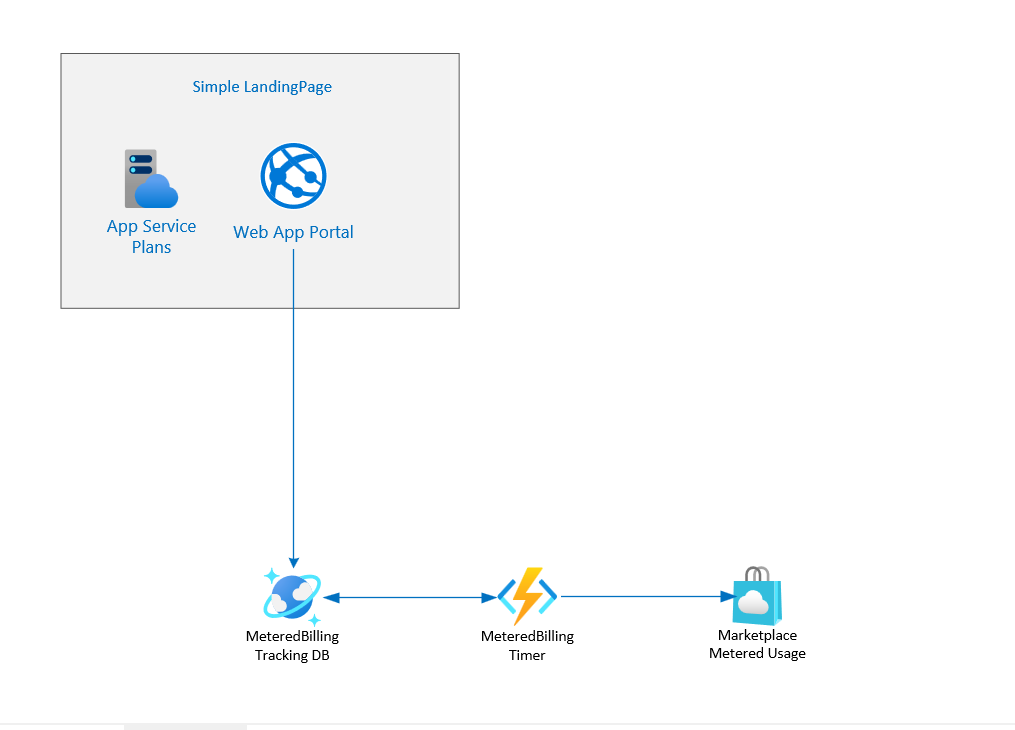 Simple LandingPage
App Service
Plans
Web App Portal
MeteredBilling
Tracking DB
MeteredBilling
Timer
Marketplace
Metered Usage